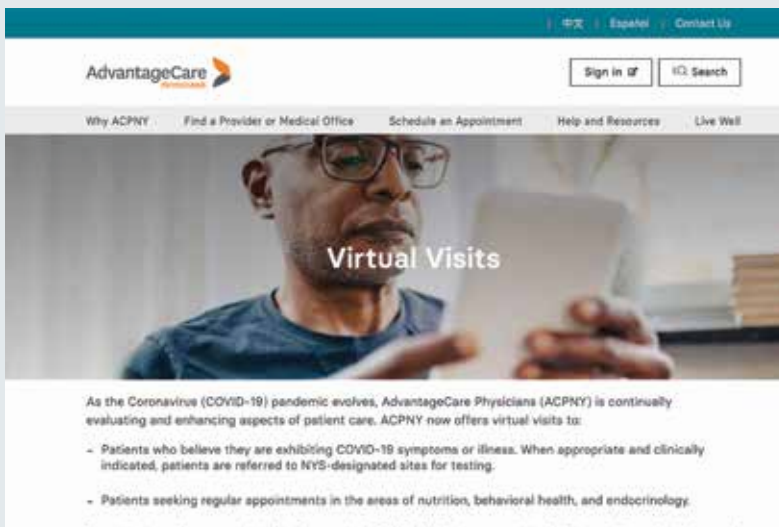 中文 | Español | Contact Us
AdvantageCare
PHYSICIANS
Sign in
Search
Why ACPNY Find a Provider or Medical Office Schedule an Appointment Help and Resources Live Well
Virtual Visits
As the Coronavirus (COVID-19) pandemic evolves, AdvantageCare Physicians (ACPNY) is continually
evaluating and enhancing aspects of patient care. ACPNY now offers virtual visits to:
- Patients who believe they are exhibiting COVID-19 symptoms or illness. When appropriate and clinically
indicated, patients are referred to NYS-designated sites for testing.
- Patients seeking regular appointments in the areas of nutrition, behavioral health, and endocrinology.